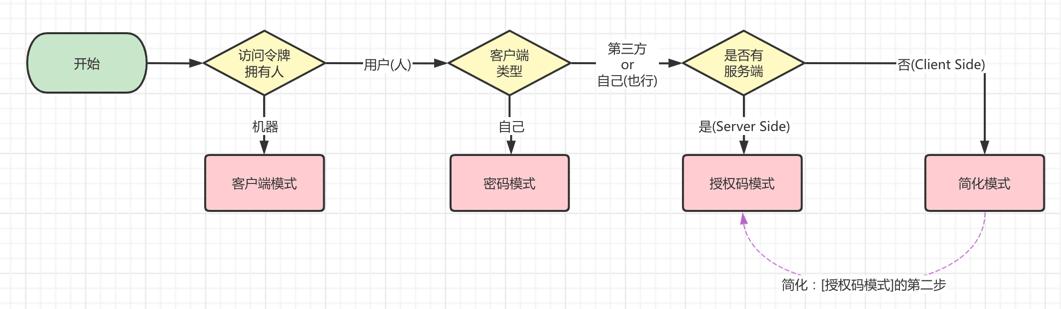 开始
访问令牌
拥有人
用户(人)
客户端
类型
第三方
or
自己(也行)
是否有
服务端
否(Client Side)
机器
自己
是(Server Side)
客户端模式
密码模式
授权码模式
简化模式
简化：[授权码模式]的第二步